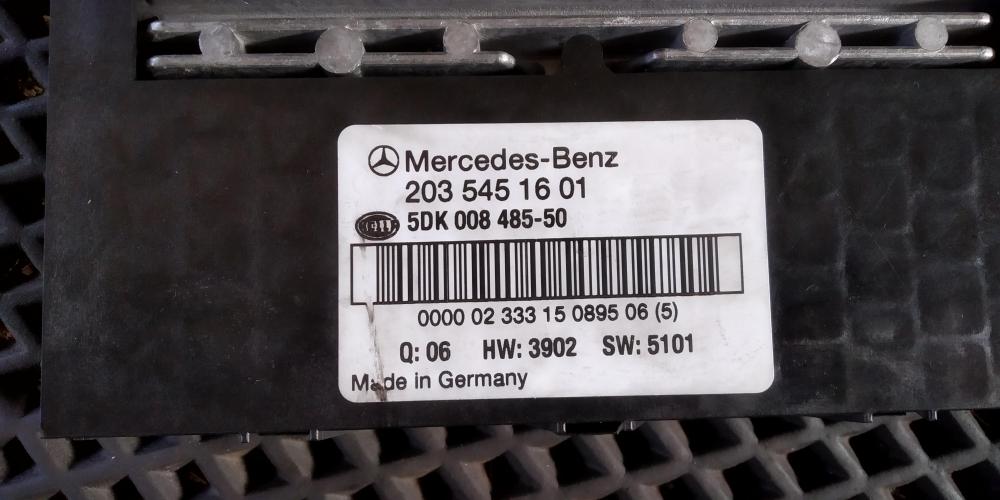 Mercedes-Benz
203 545 16 01
HELLA 5DK 008 485-50
0000 02 333 15 0895 06 (5)
Q: 06 HW: 3902 SW: 5101
Made in Germany